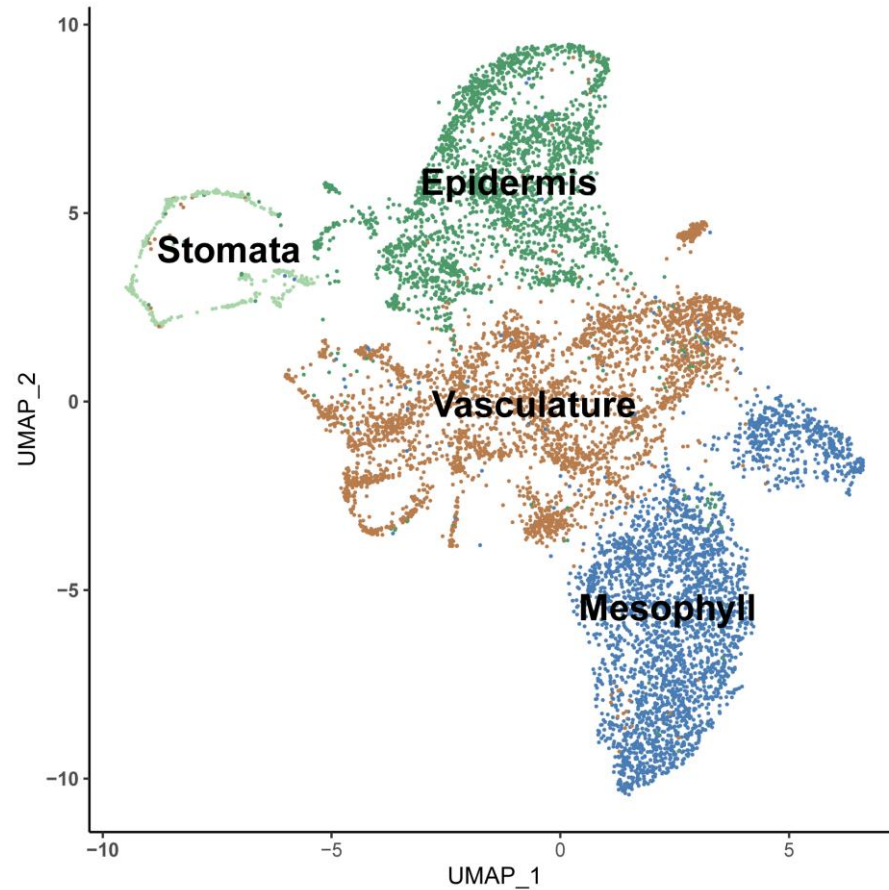 10
Epidermis
5
Stomata
0
Vasculature
UMAP_2
−5
Mesophyll
−10
−10 −5 0 5
UMAP_1